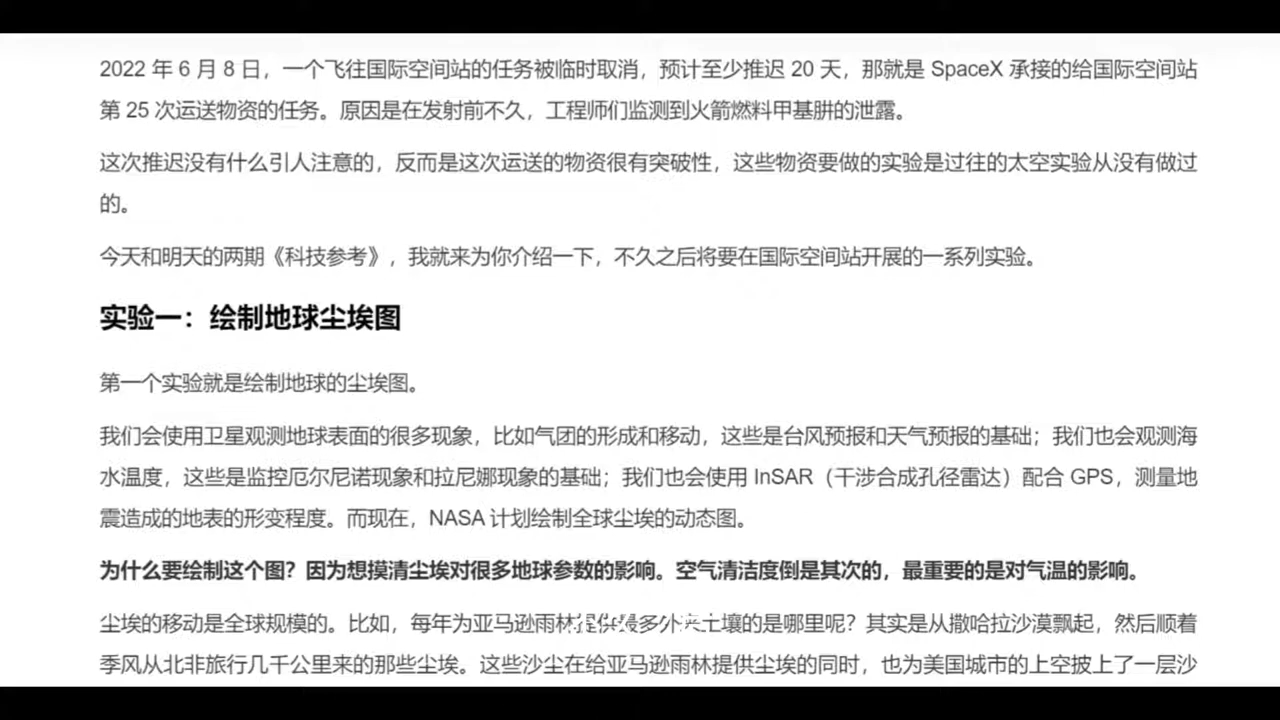 2022 年 6 月 8 日，一个飞往国际空间站的任务被临时取消，预计至少推迟 20 天，那就是 SpaceX 承接的给国际空间站
第 25 次运送物资的任务。原因是在发射前不久，工程师们监测到火箭燃料甲基肼的泄露。
这次推迟没有什么引人注意的，反而是这次运送的物资很有突破性，这些物资要做的实验是过往的太空实验从没有做过
的。
今天和明天的两期《科技参考》，我就来为你介绍一下，不久之后将要在国际空间站开展的一系列实验。
实验一：绘制地球尘埃图
第一个实验就是绘制地球的尘埃图。
我们会使用卫星观测地球表面的很多现象，比如气团的形成和移动，这些是台风预报和天气预报的基础；我们也会观测海
水温度，这些是监控厄尔尼诺现象和拉尼娜现象的基础；我们也会使用 InSAR（干涉合成孔径雷达）配合 GPS，测量地
震造成的地表的形变程度。而现在，NASA 计划绘制全球尘埃的动态图。
为什么要绘制这个图？因为想摸清尘埃对很多地球参数的影响。空气清洁度倒是其次的，最重要的是对气温的影响。
尘埃的移动是全球规模的。比如，每年为亚马逊雨林提供最多外 土壤的是哪里呢？其实是从撒哈拉沙漠飘起，然后顺着
季风从北非旅行几千公里来的那些尘埃。这些沙尘在给亚马逊雨林提供尘埃的同时，也为美国城市的上空披上了一层沙